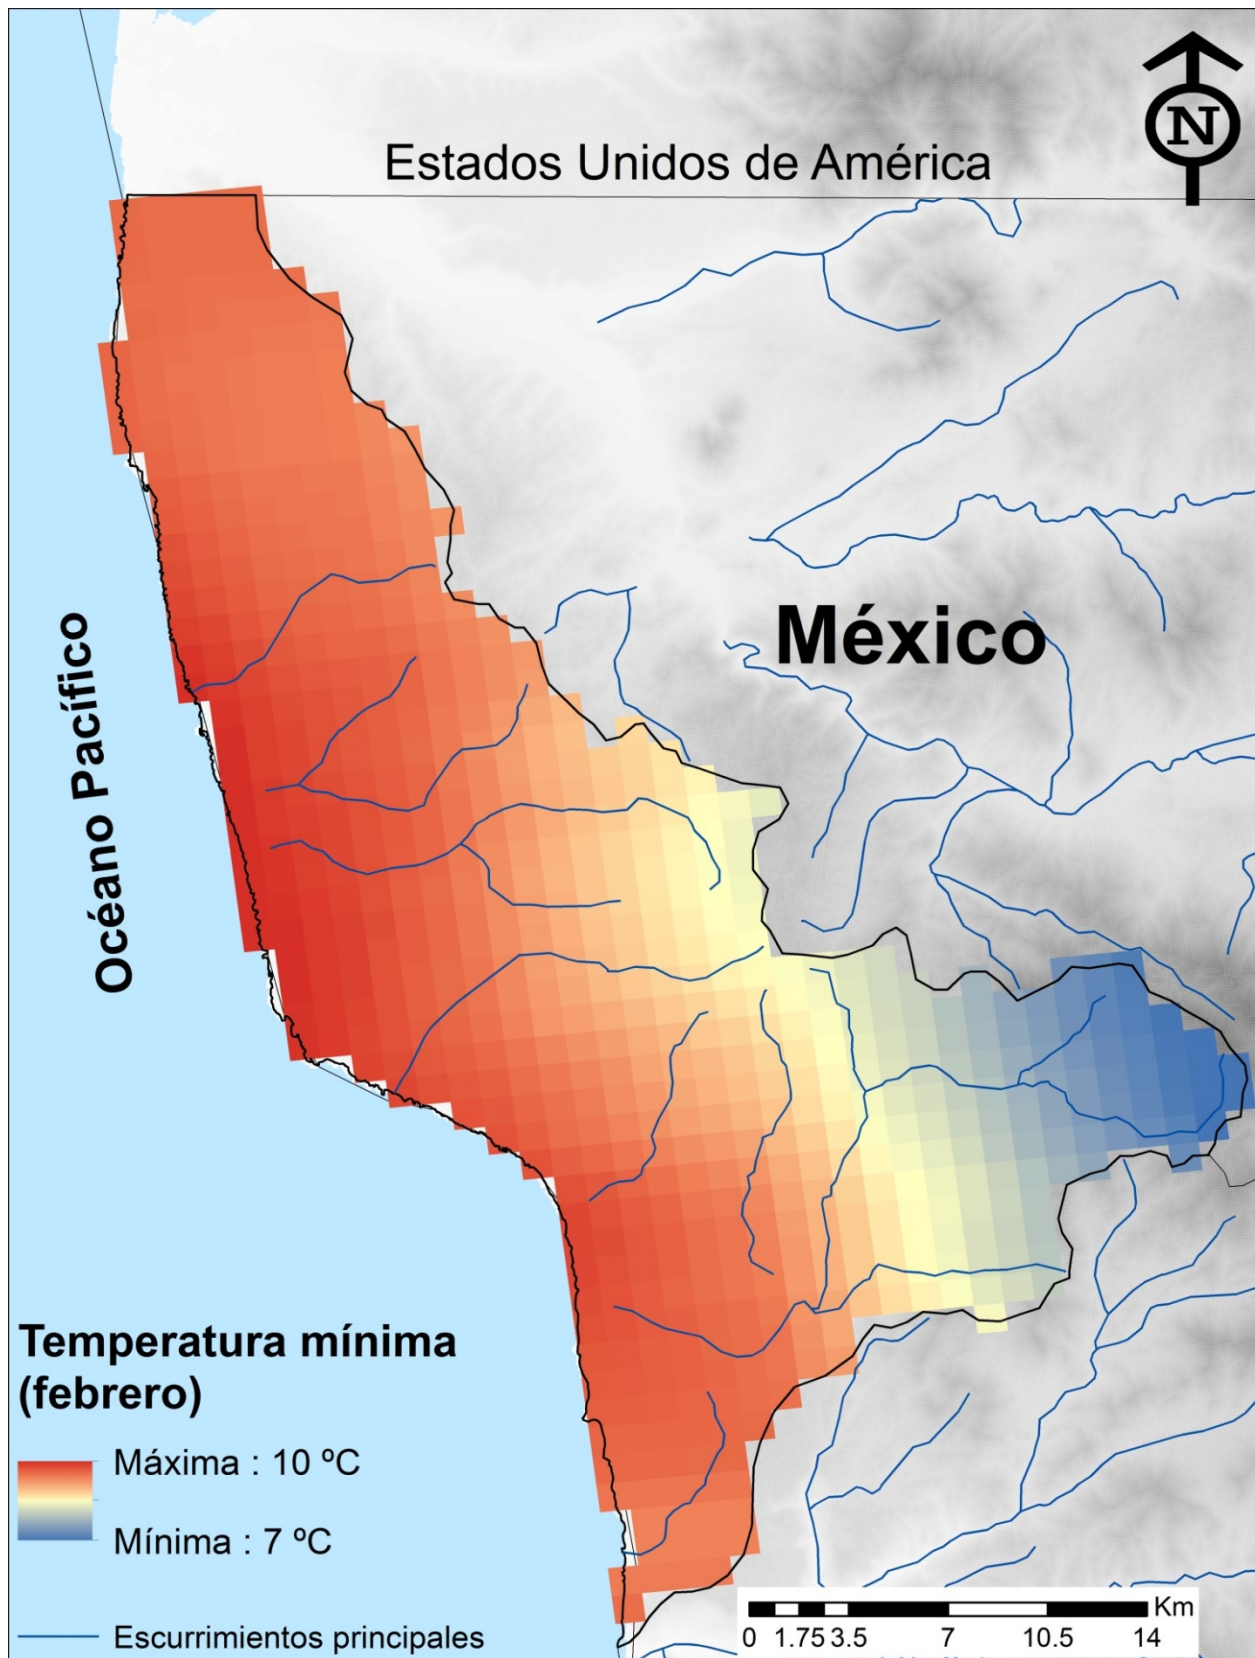 N
Estados Unidos de América
México
Océano Pacífico
Temperatura mínima
(febrero)
Máxima : 10 ºC
Mínima : 7 ºC
Escurrimientos principales
Km
0 1.75 3.5 7 10.5 14